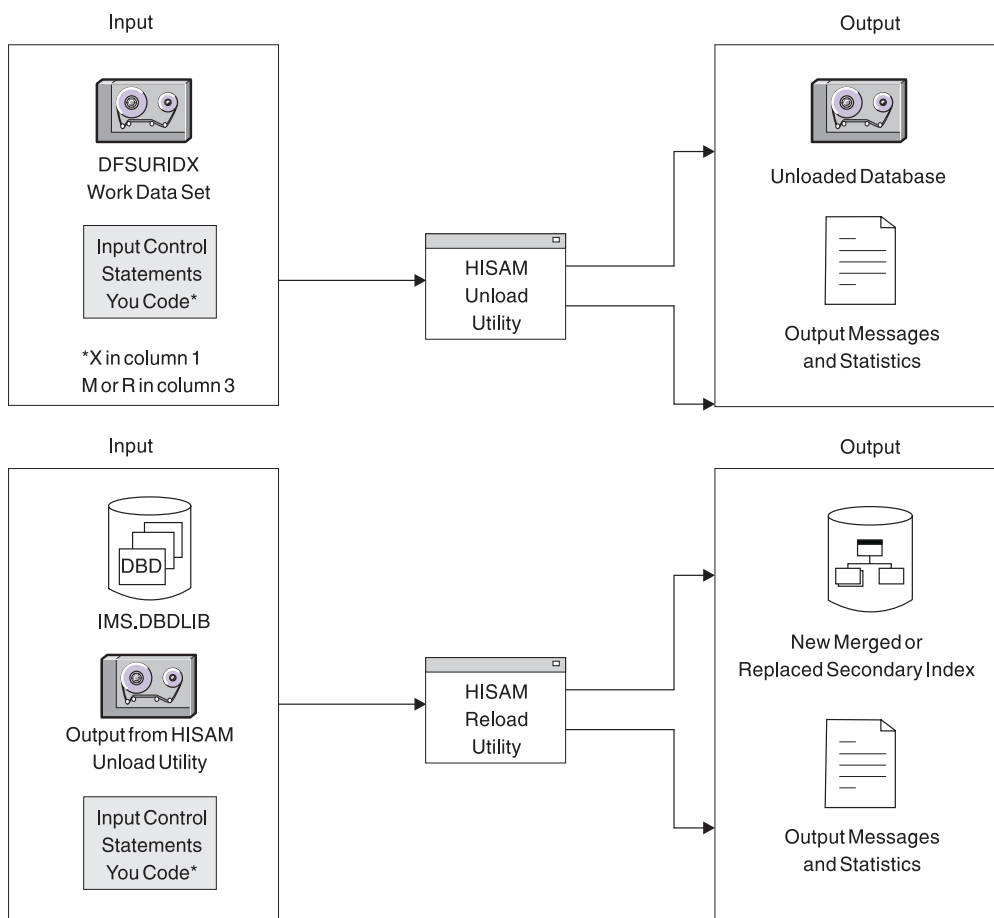 Input
Output
DFSURIDX
Work Data Set
Input Control
Statements
You Code*
*X in column 1
M or R in column 3
HISAM
Unload
Utility
Unloaded Database
Output Messages
and Statistics
Input
Output
DBD
IMS.DBDLIB
Output from HISAM
Unload Utility
Input Control
Statements
You Code*
HISAM
Reload
Utility
New Merged or
Replaced Secondary Index
Output Messages
and Statistics